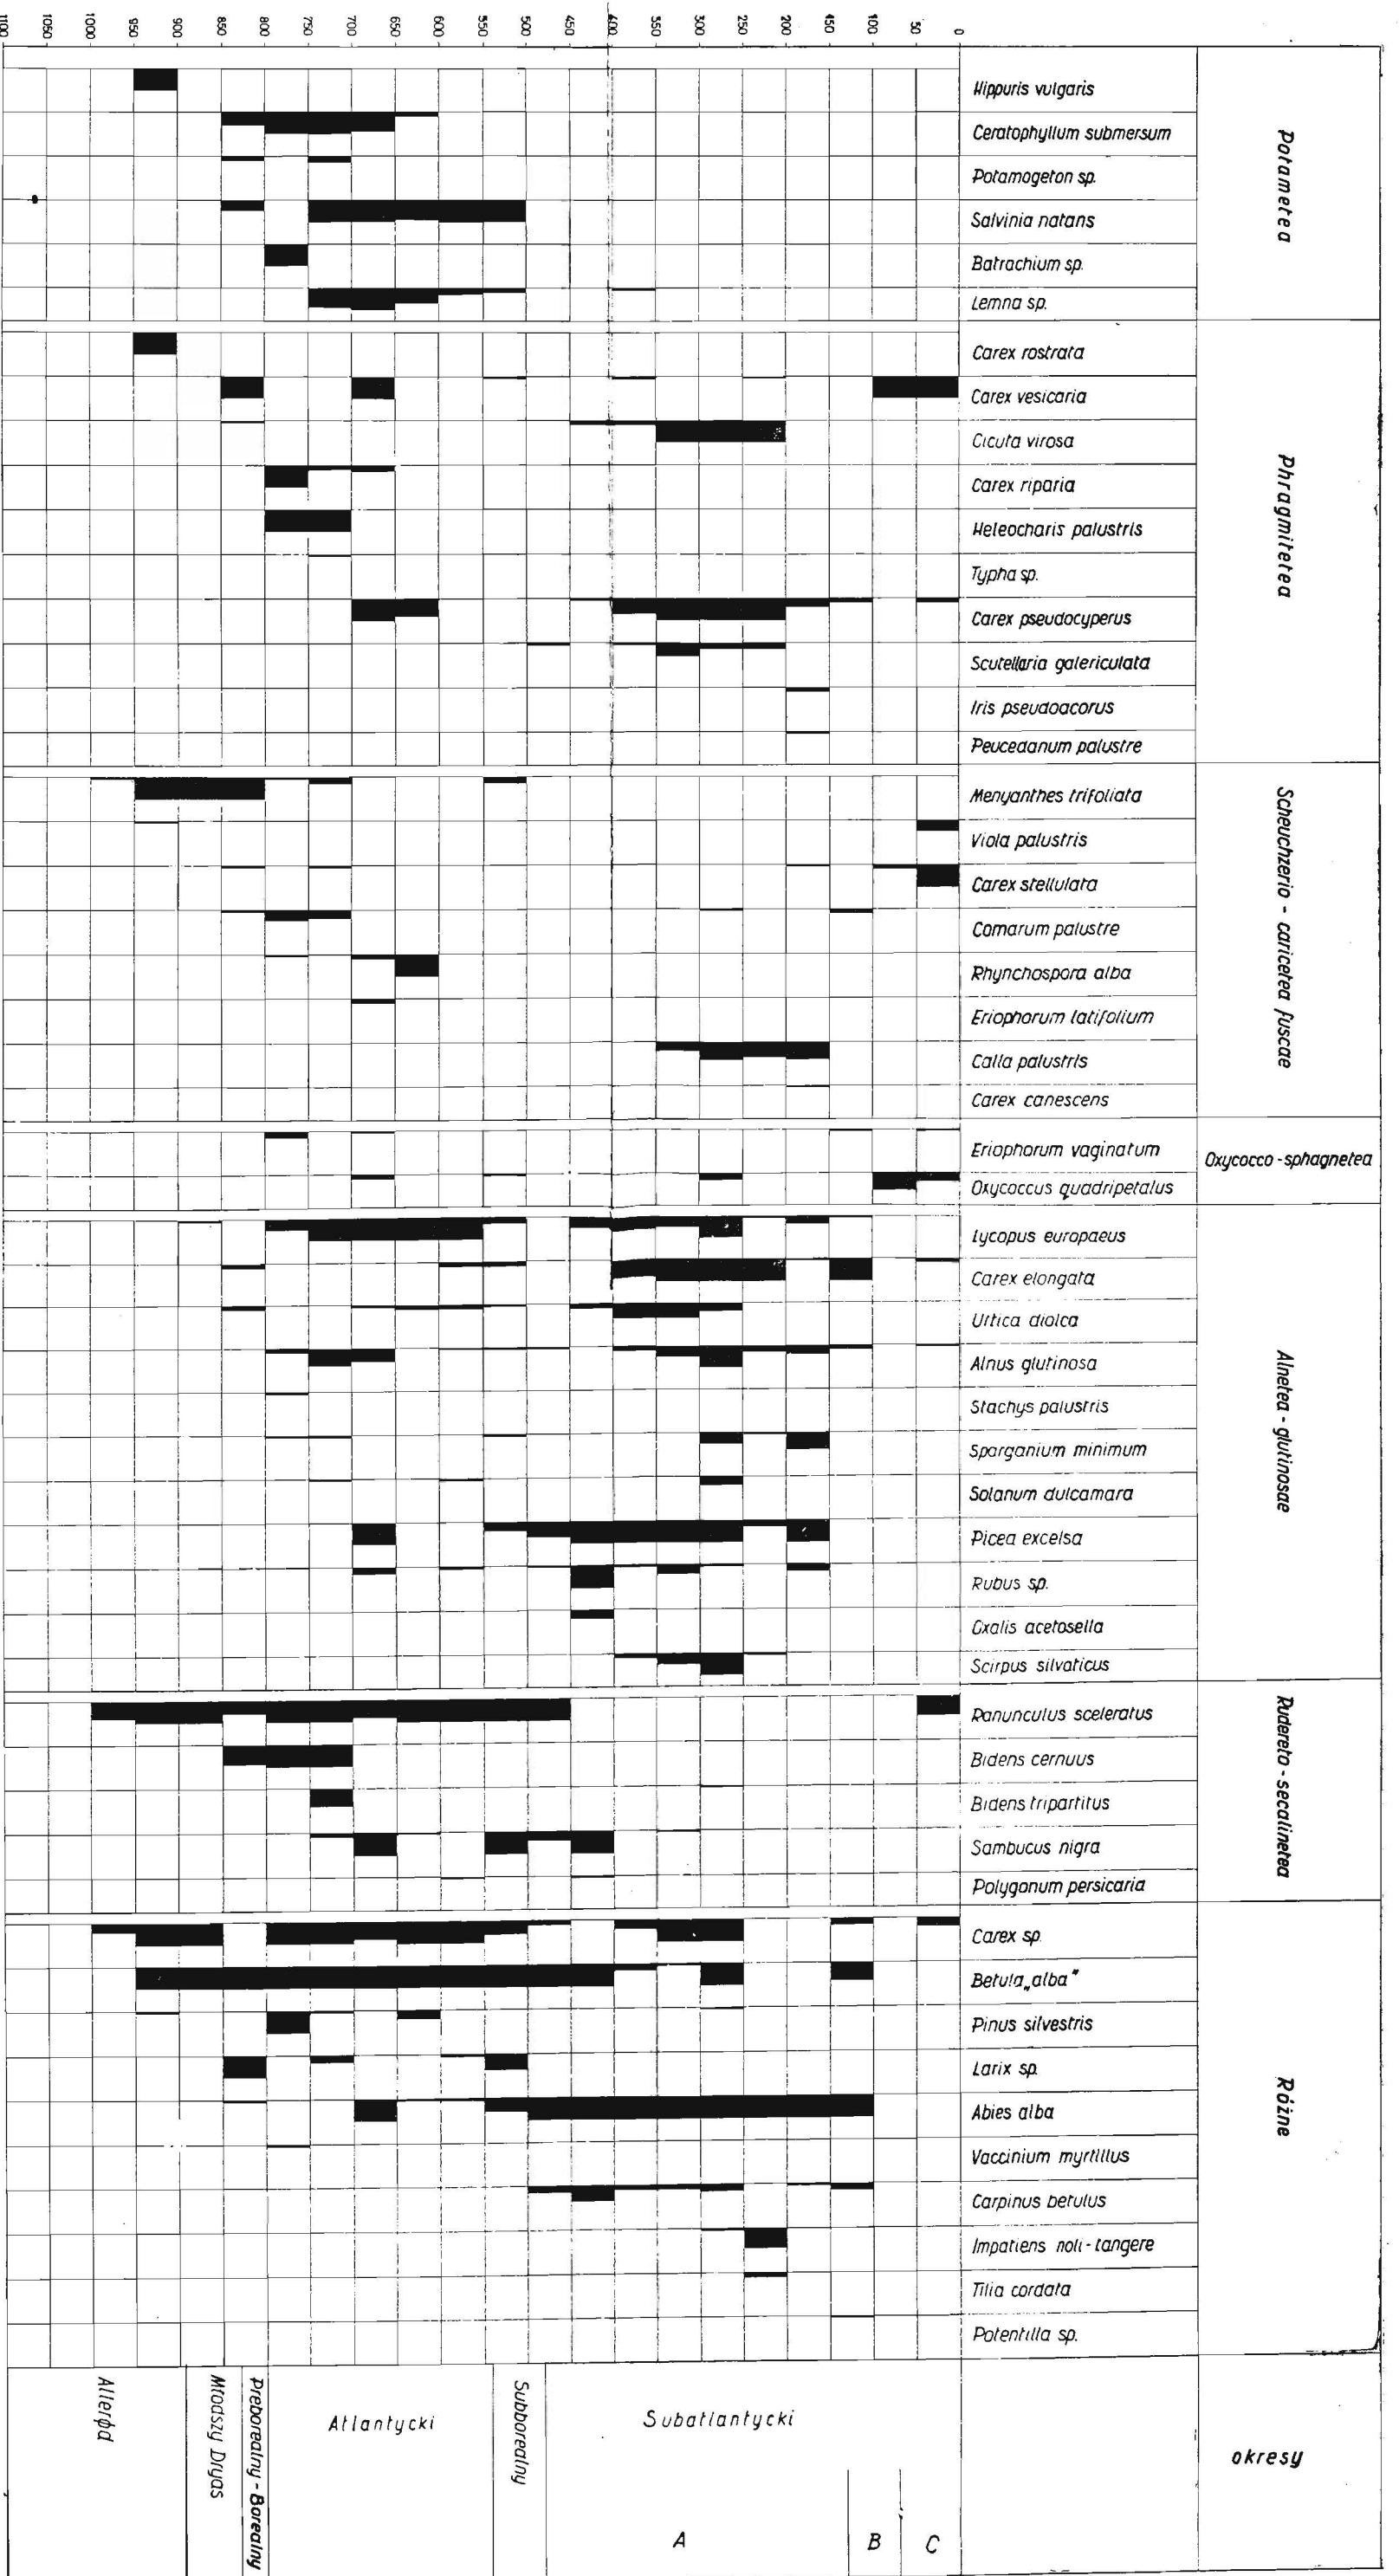 1100 1050 1000 950 900 850 800 750 700 650 600 550 500 450 400 350 300 250 200 450 100 50 0
Potametea
Hippuris vulgaris
Ceratophyllum submersum
Potamogeton sp.
Salvinia natans
Batrachium sp.
Lemna sp.
Phragmitetea
Carex rostrata
Carex vesicaria
Cicuta virosa
Carex riparia
Heleocharis palustris
Typha sp.
Carex pseudocyperus
Scutellaria galericulata
Iris pseudoacorus
Peucedanum palustre
Scheuchzerio - caricetea fuscae
Menyanthes trifoliata
Viola palustris
Carex stellulata
Comarum palustre
Rhynchospora alba
Eriophorum latifolium
Calla palustris
Carex canescens
Oxycocco - sphagnetea
Eriophorum vaginatum
Oxycoccus quadripetalus
Alnetea - glutinosae
Lycopus europaeus
Carex elongata
Urtica dioica
Alnus glutinosa
Stachys palustris
Sparganium minimum
Solanum dulcamara
Picea excelsa
Rubus sp.
Oxalis acetosella
Scirpus silvaticus
Rudereto - secalinetea
Ranunculus sceleratus
Bidens cernuus
Bidens tripartitus
Sambucus nigra
Polygonum persicaria
Różne
Carex sp.
Betula „alba"
Pinus silvestris
Larix sp.
Abies alba
Vaccinium myrtillus
Carpinus betulus
Impatiens noli - tangere
Tilia cordata
Potentilla sp.
okresy
Allerød
Młodszy Dryas
Preborealny - Borealny
Atlantycki
Subborealny
Subatlantycki
A
B
C